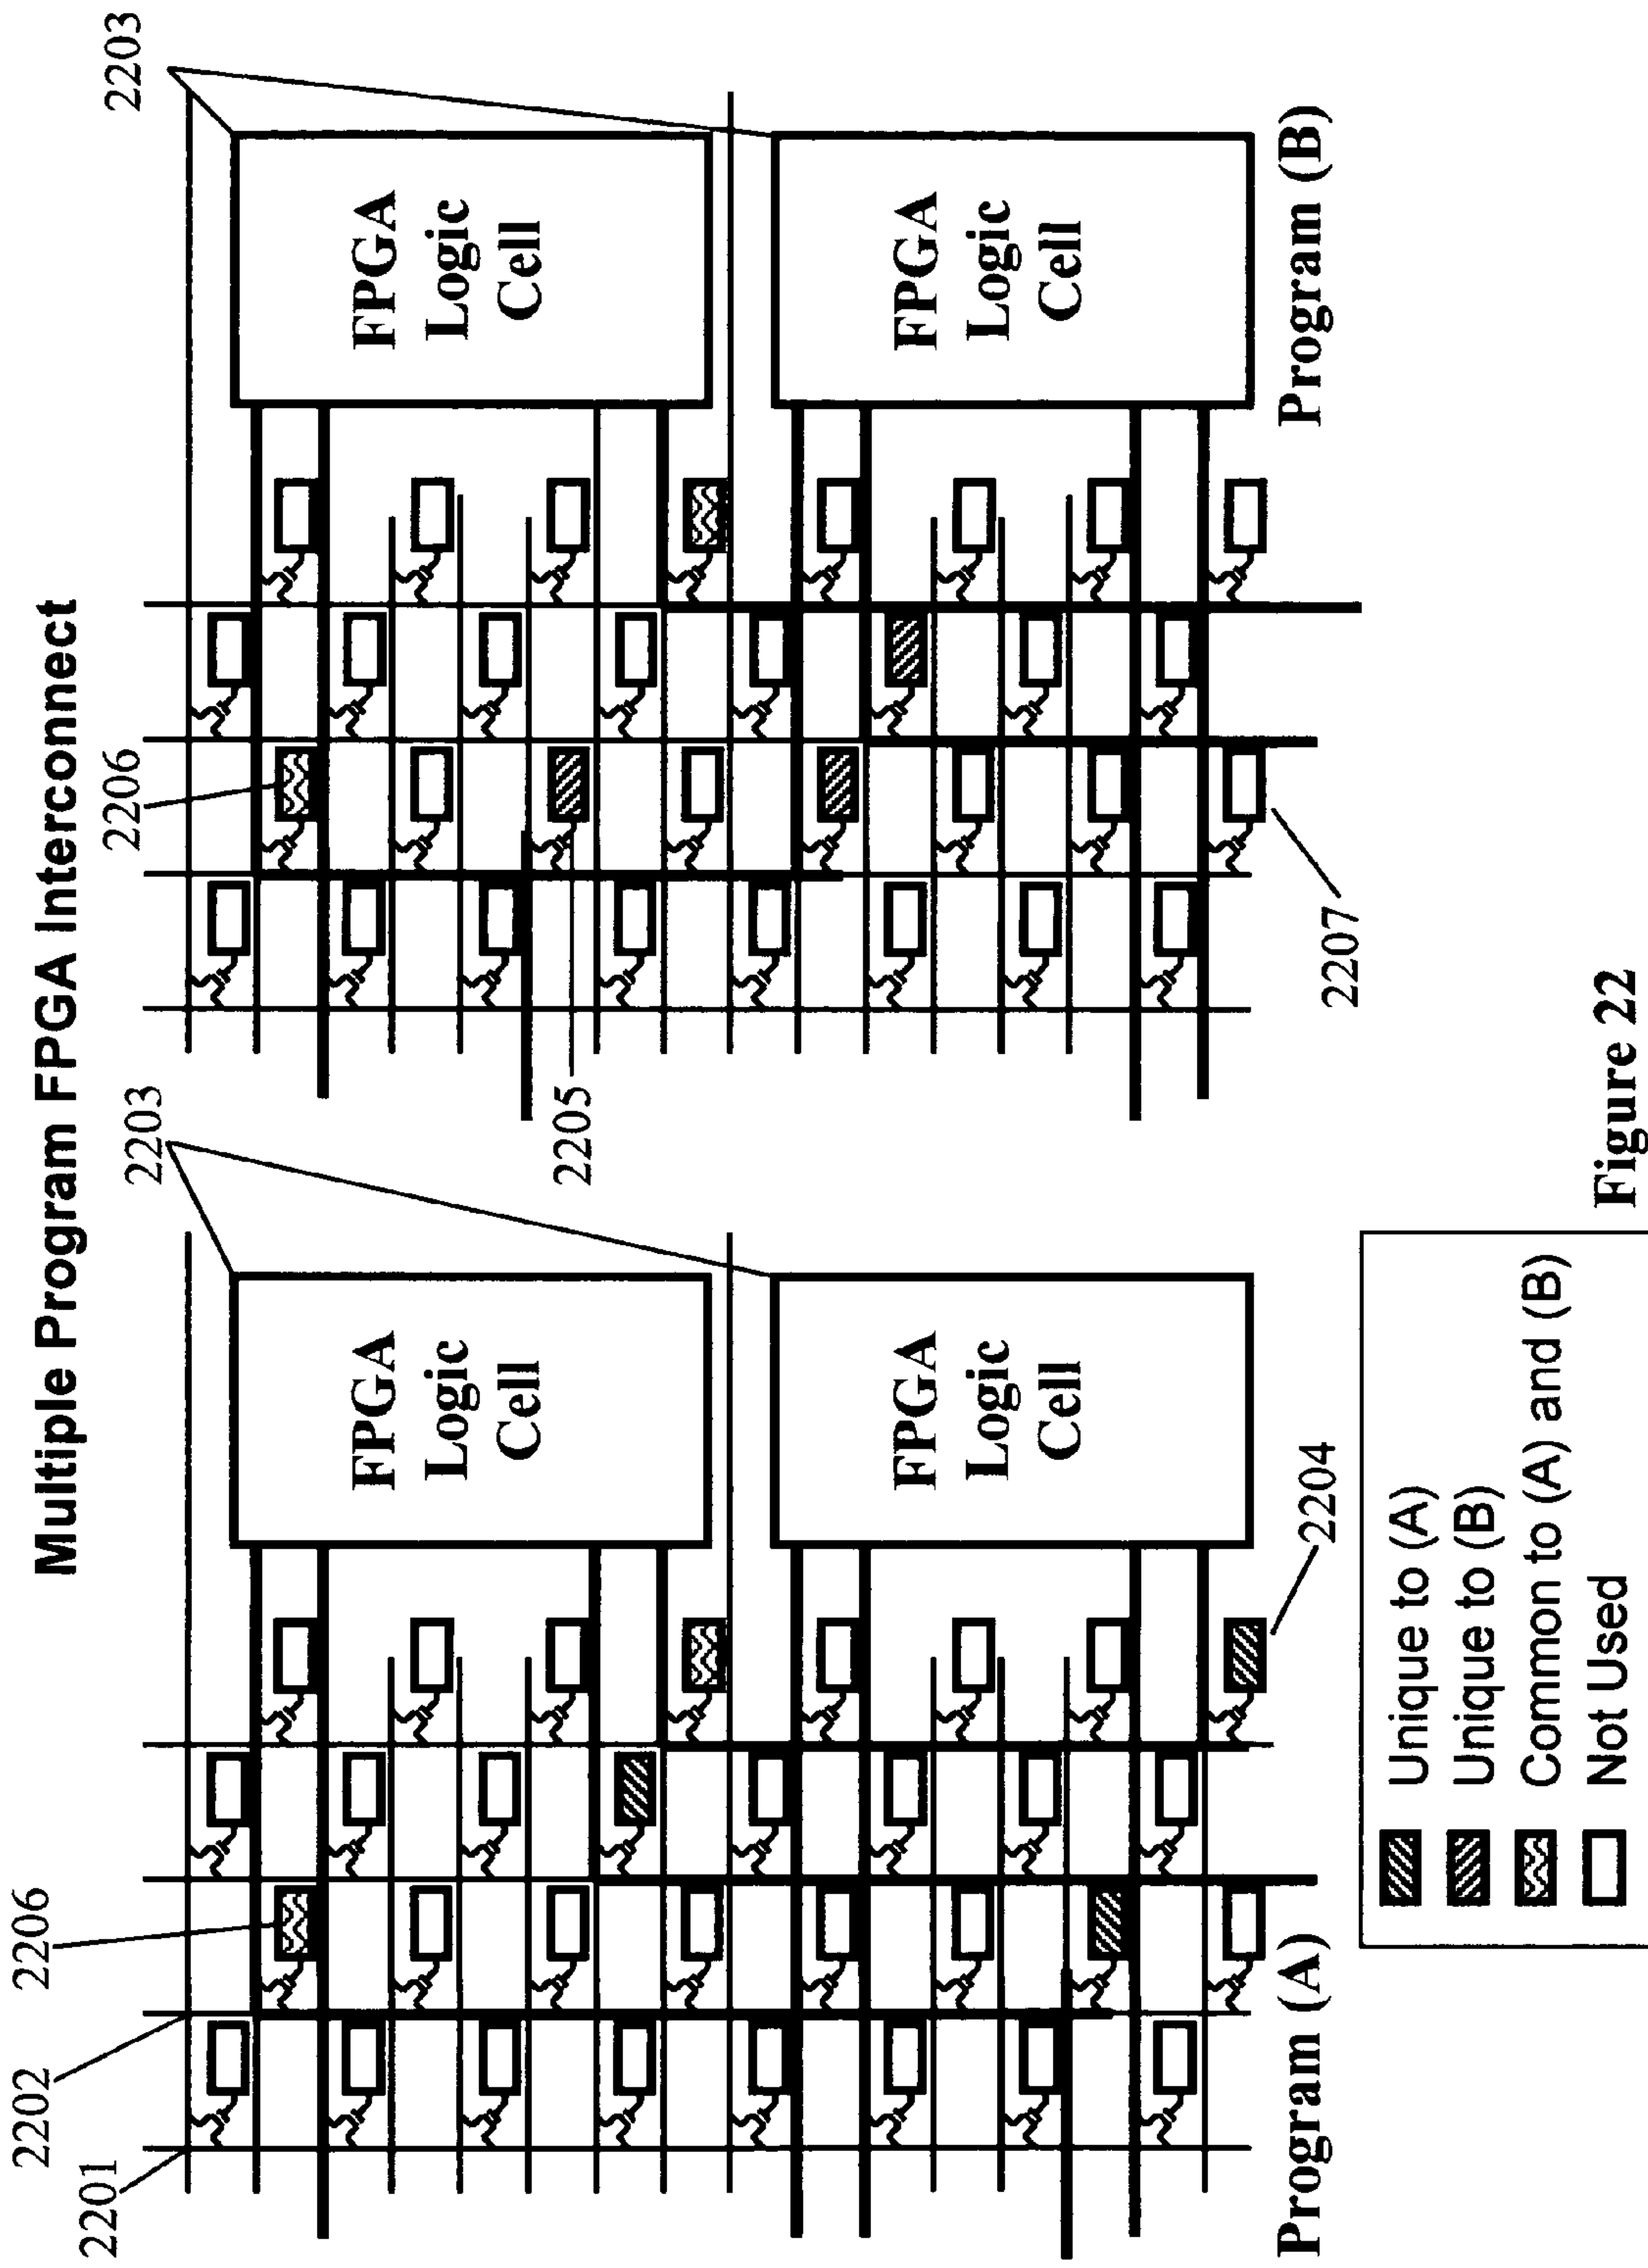 Multiple Program FPGA Interconnect
2201
2202
2206
2203
2206
2203
FPGA
Logic
Cell
FPGA
Logic
Cell
FPGA
Logic
Cell
FPGA
Logic
Cell
2205
2204
2207
Program (A)
Program (B)
Unique to (A)
Unique to (B)
Common to (A) and (B)
Not Used
Figure 22